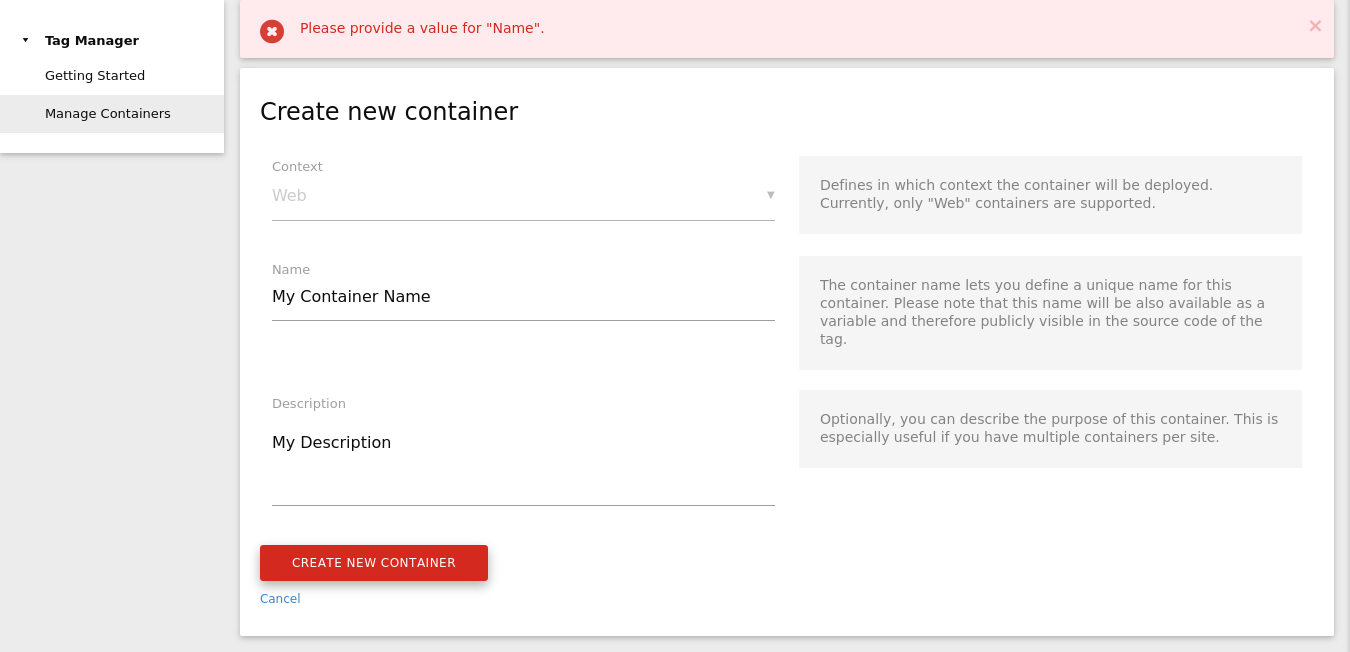 Tag Manager
Getting Started
Manage Containers
Please provide a value for "Name".
Create new container
Context
Web
Defines in which context the container will be deployed.
Currently, only "Web" containers are supported.
Name
My Container Name
The container name lets you define a unique name for this
container. Please note that this name will be also available as a
variable and therefore publicly visible in the source code of the
tag.
Description
My Description
Optionally, you can describe the purpose of this container. This is
especially useful if you have multiple containers per site.
CREATE NEW CONTAINER
Cancel